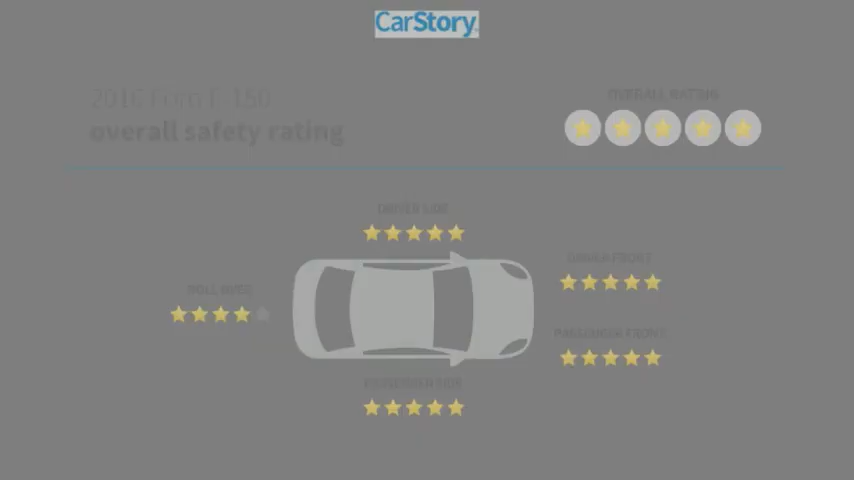 CarStory
2016 Ford F-150
OVERALL RATING
overall safety rating
DRIVER SIDE
DRIVER FRONT
ROLL OVER
PASSENGER FRONT
PASSENGER SIDE